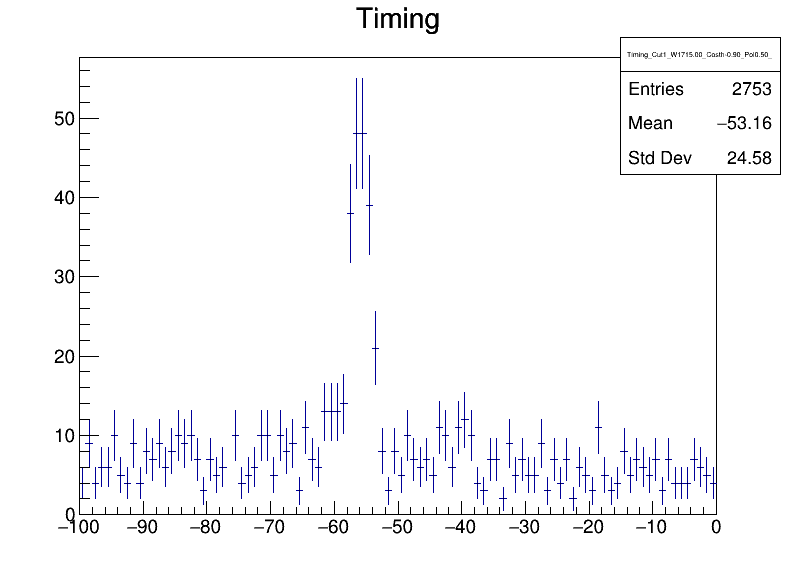 Timing
Timing_Cut1_W1715.00_Costh-0.90_Pol0.50_
Entries 2753
Mean −53.16
Std Dev 24.58
50
40
30
20
10
0
−100 −90 −80 −70 −60 −50 −40 −30 −20 −10 0